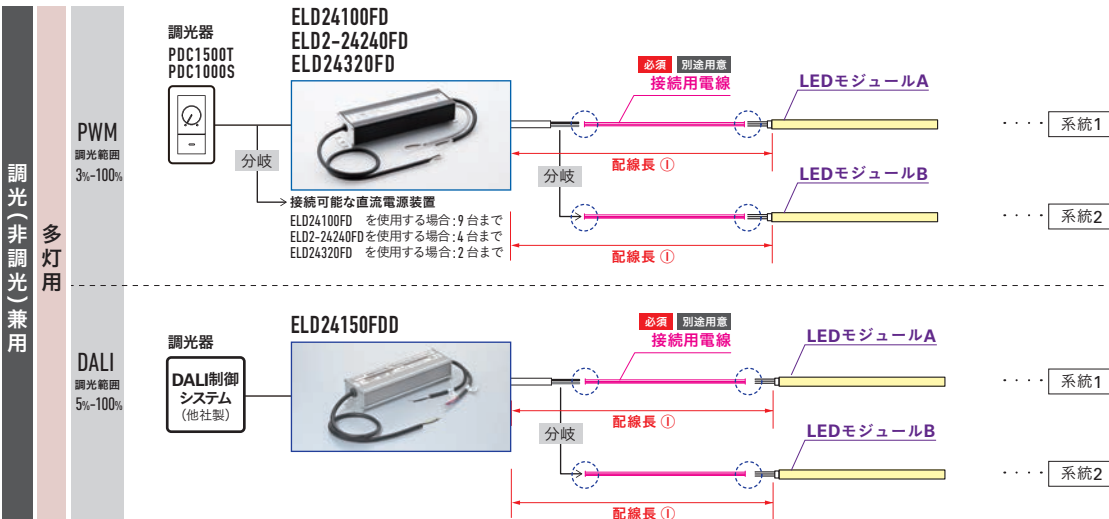 調光(非調光)兼用
多灯用
PWM
調光範囲
3%-100%
調光器
PDC1500T
PDC1000S
ELD24100FD
ELD2-24240FD
ELD24320FD
分岐
接続可能な直流電源装置
ELD24100FD を使用する場合:9台まで
ELD2-24240FDを使用する場合:4台まで
ELD24320FD を使用する場合:2台まで
必須 別途用意
接続用電線
LEDモジュールA
・・・・ 系統1
配線長 ①
分岐
LEDモジュールB
・・・・ 系統2
配線長 ①
DALI
調光範囲
5%-100%
調光器
DALI制御
システム
(他社製)
ELD24150FDD
必須 別途用意
接続用電線
LEDモジュールA
・・・・ 系統1
配線長 ①
分岐
LEDモジュールB
・・・・ 系統2
配線長 ①